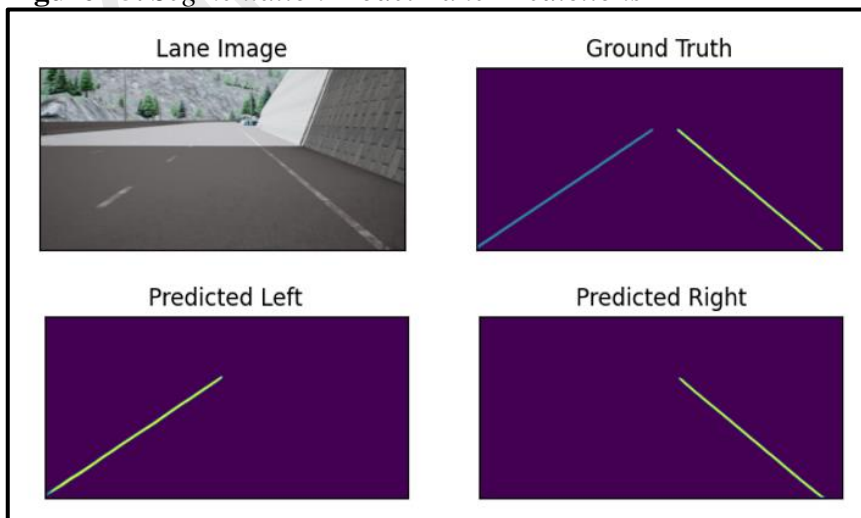 Lane Image
Ground Truth
Predicted Left
Predicted Right